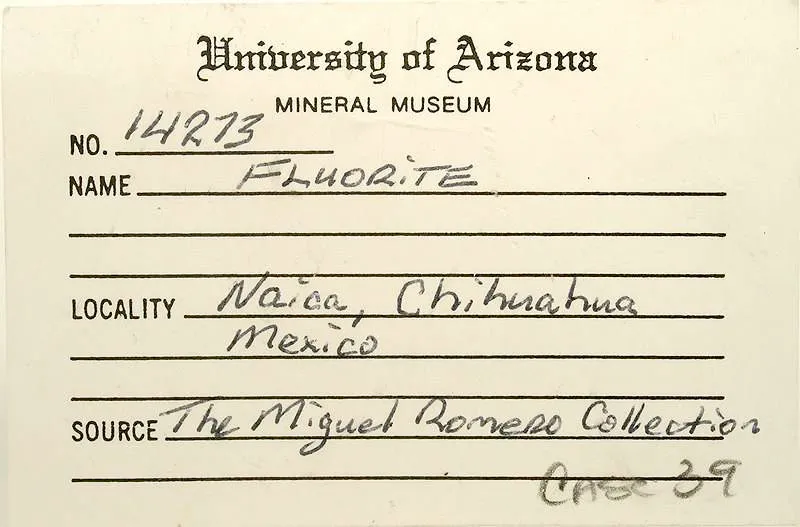 University of Arizona
MINERAL MUSEUM
NO. 14273
NAME FLUORITE
LOCALITY Naica, Chihuahua
Mexico
SOURCE The Miguel Romero Collection
CASE 39